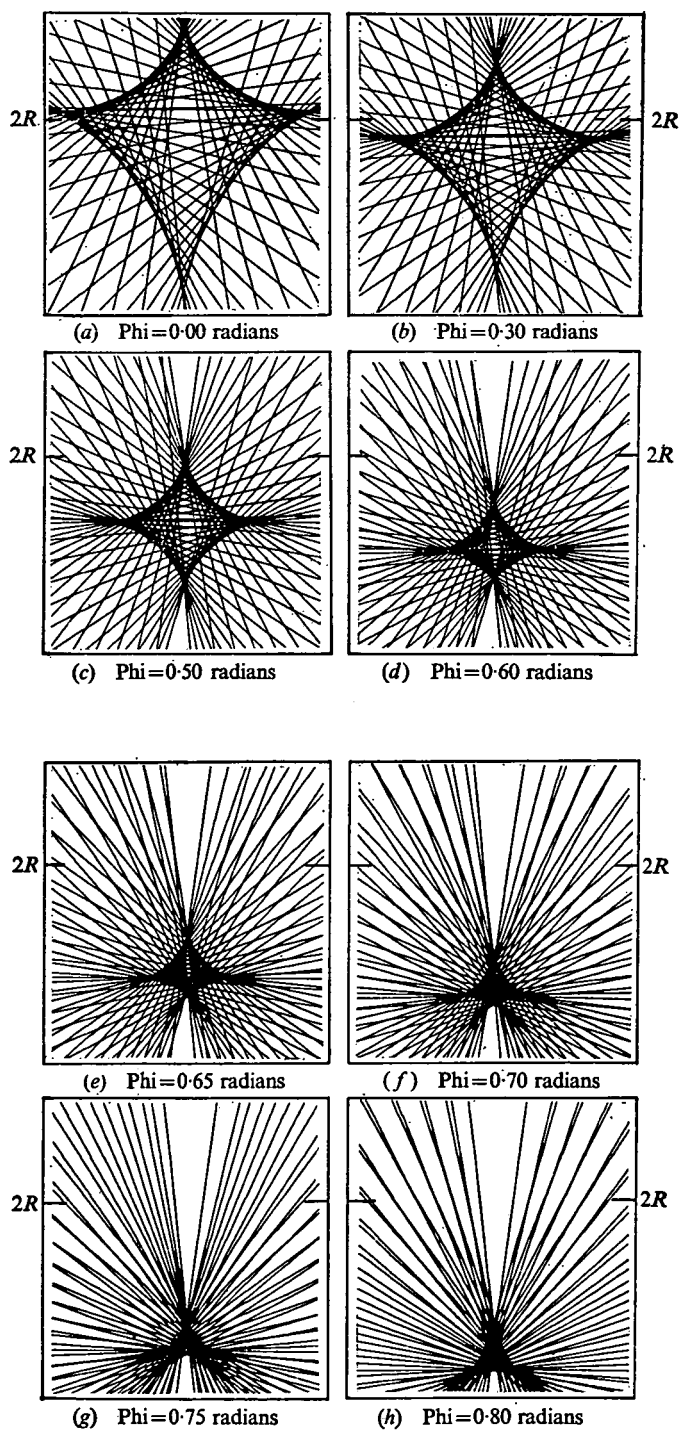 2R
2R
(a) Phi=0·00 radians
(b) Phi=0·30 radians
2R
2R
(c) Phi=0·50 radians
(d) Phi=0·60 radians
2R
2R
(e) Phi=0·65 radians
(f) Phi=0·70 radians
2R
2R
(g) Phi=0·75 radians
(h) Phi=0·80 radians